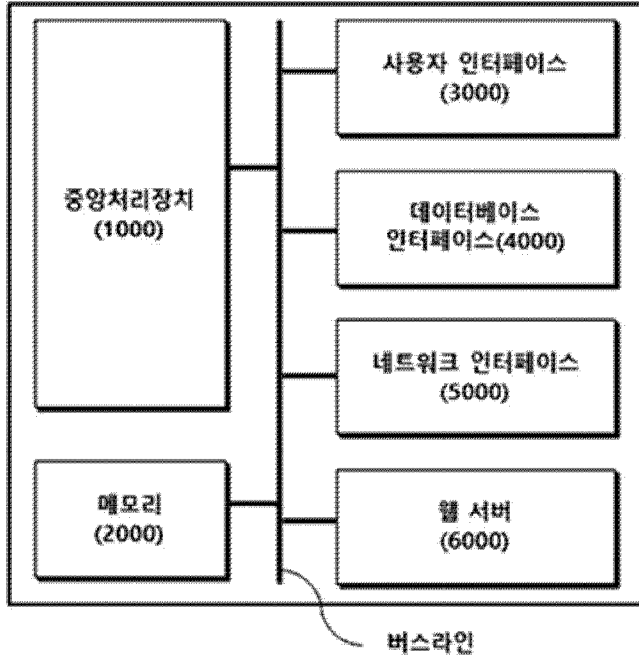 중앙처리장치
(1000)
메모리
(2000)
사용자 인터페이스
(3000)
데이터베이스
인터페이스(4000)
네트워크 인터페이스
(5000)
웹 서버
(6000)
버스라인